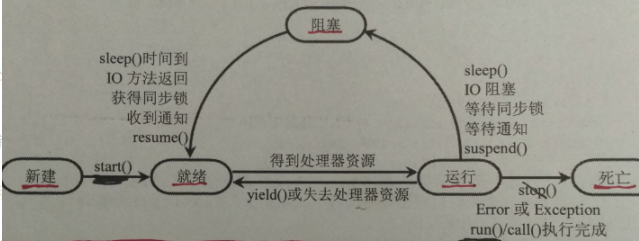 阻塞
sleep()时间到
IO 方法返回
获得同步锁
收到通知
resume()
sleep()
IO 阻塞
等待同步锁
等待通知
suspend()
新建
start()
就绪
得到处理器资源
yield()或失去处理器资源
运行
stop()
死亡
Error 或 Exception
run()/call()执行完成